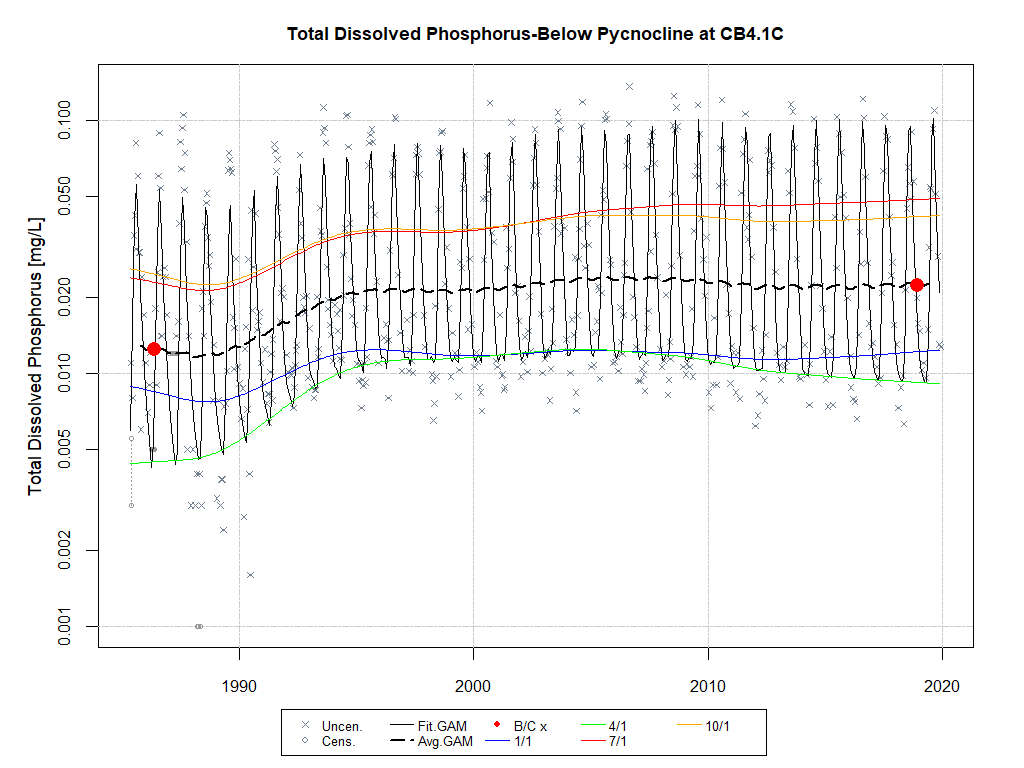 Total Dissolved Phosphorus-Below Pycnocline at CB4.1C
Total Dissolved Phosphorus [mg/L]
0.100
0.050
0.020
0.010
0.005
0.002
0.001
1990 2000 2010 2020
Uncen. Fit.GAM B/C x 4/1 10/1
Cens. Avg.GAM 1/1 7/1